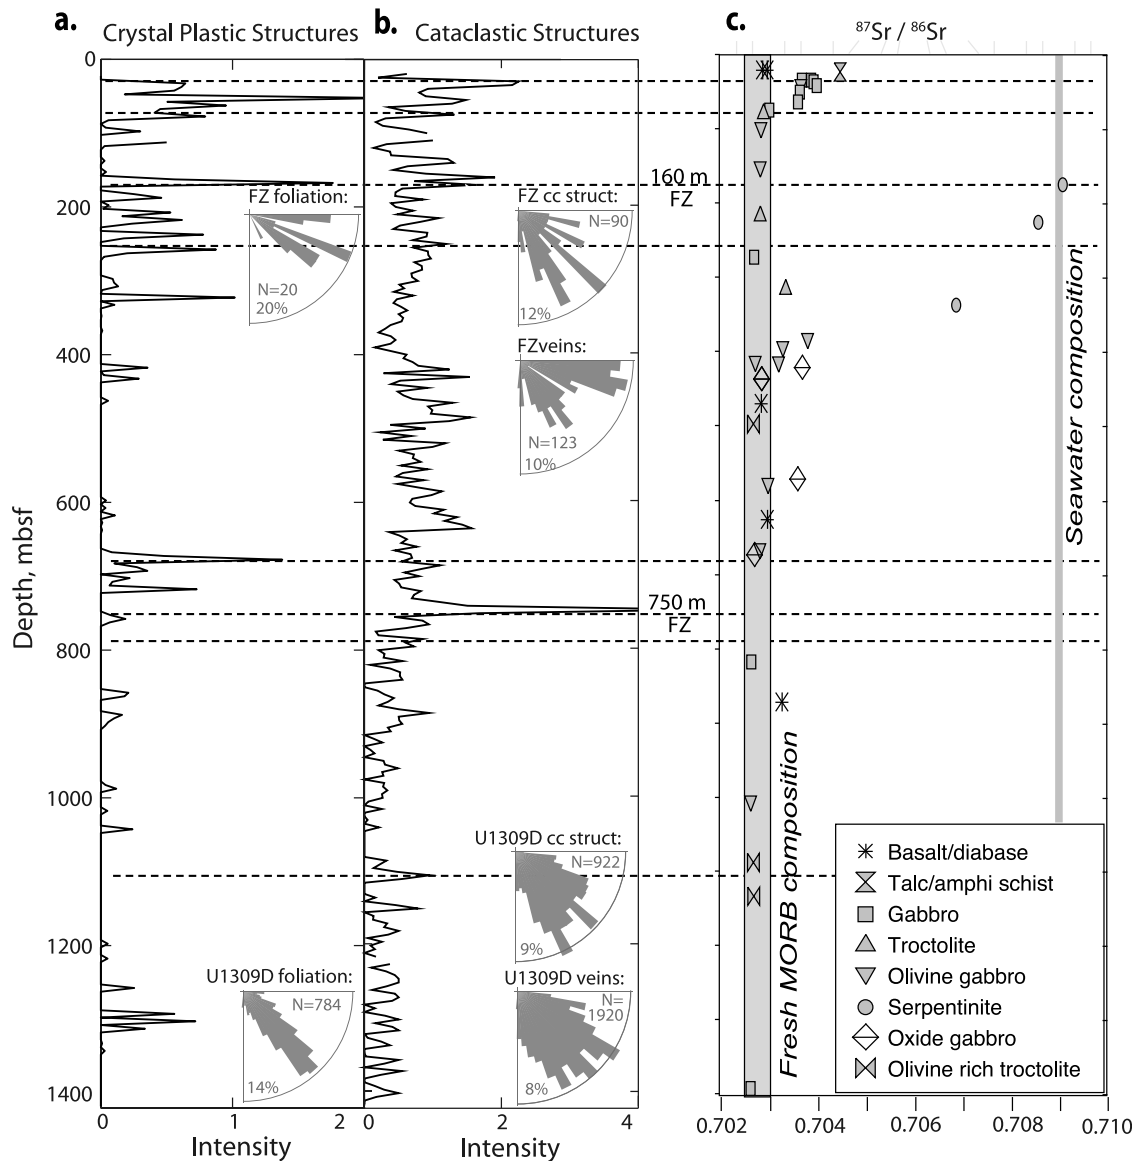 a.
Crystal Plastic Structures
b.
Cataclastic Structures
c.
87Sr / 86Sr
0
200
400
600
800
1000
1200
1400
Depth, mbsf
FZ foliation:
N=20
20%
U1309D foliation:
N=784
14%
0
1
2
Intensity
FZ cc struct:
N=90
12%
FZveins:
N=123
10%
U1309D cc struct:
N=922
9%
U1309D veins:
N=
1920
8%
0
2
4
Intensity
160 m
FZ
750 m
FZ
Fresh MORB composition
Seawater composition
Basalt/diabase
Talc/amphi schist
Gabbro
Troctolite
Olivine gabbro
Serpentinite
Oxide gabbro
Olivine rich troctolite
0.702
0.704
0.706
0.708
0.710